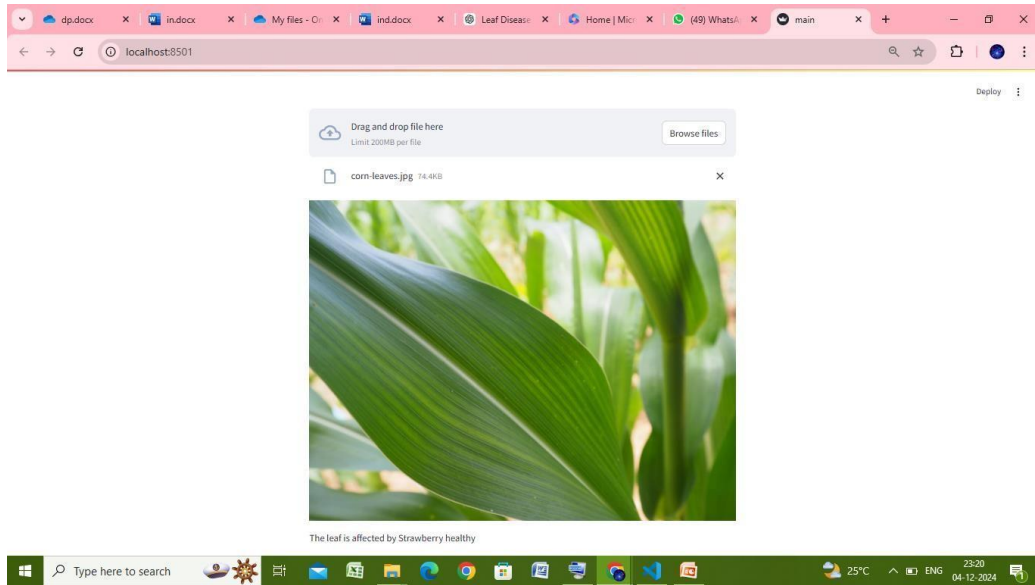 dp.docx
in.docx
My files - On
ind.docx
Leaf Disease
Home | Micr
(49) WhatsA
main
localhost:8501
Deploy
Drag and drop file here
Limit 200MB per file
Browse files
corn-leaves.jpg 74.4KB
The leaf is affected by Strawberry healthy
Type here to search
25°C
ENG
23:20
04-12-2024